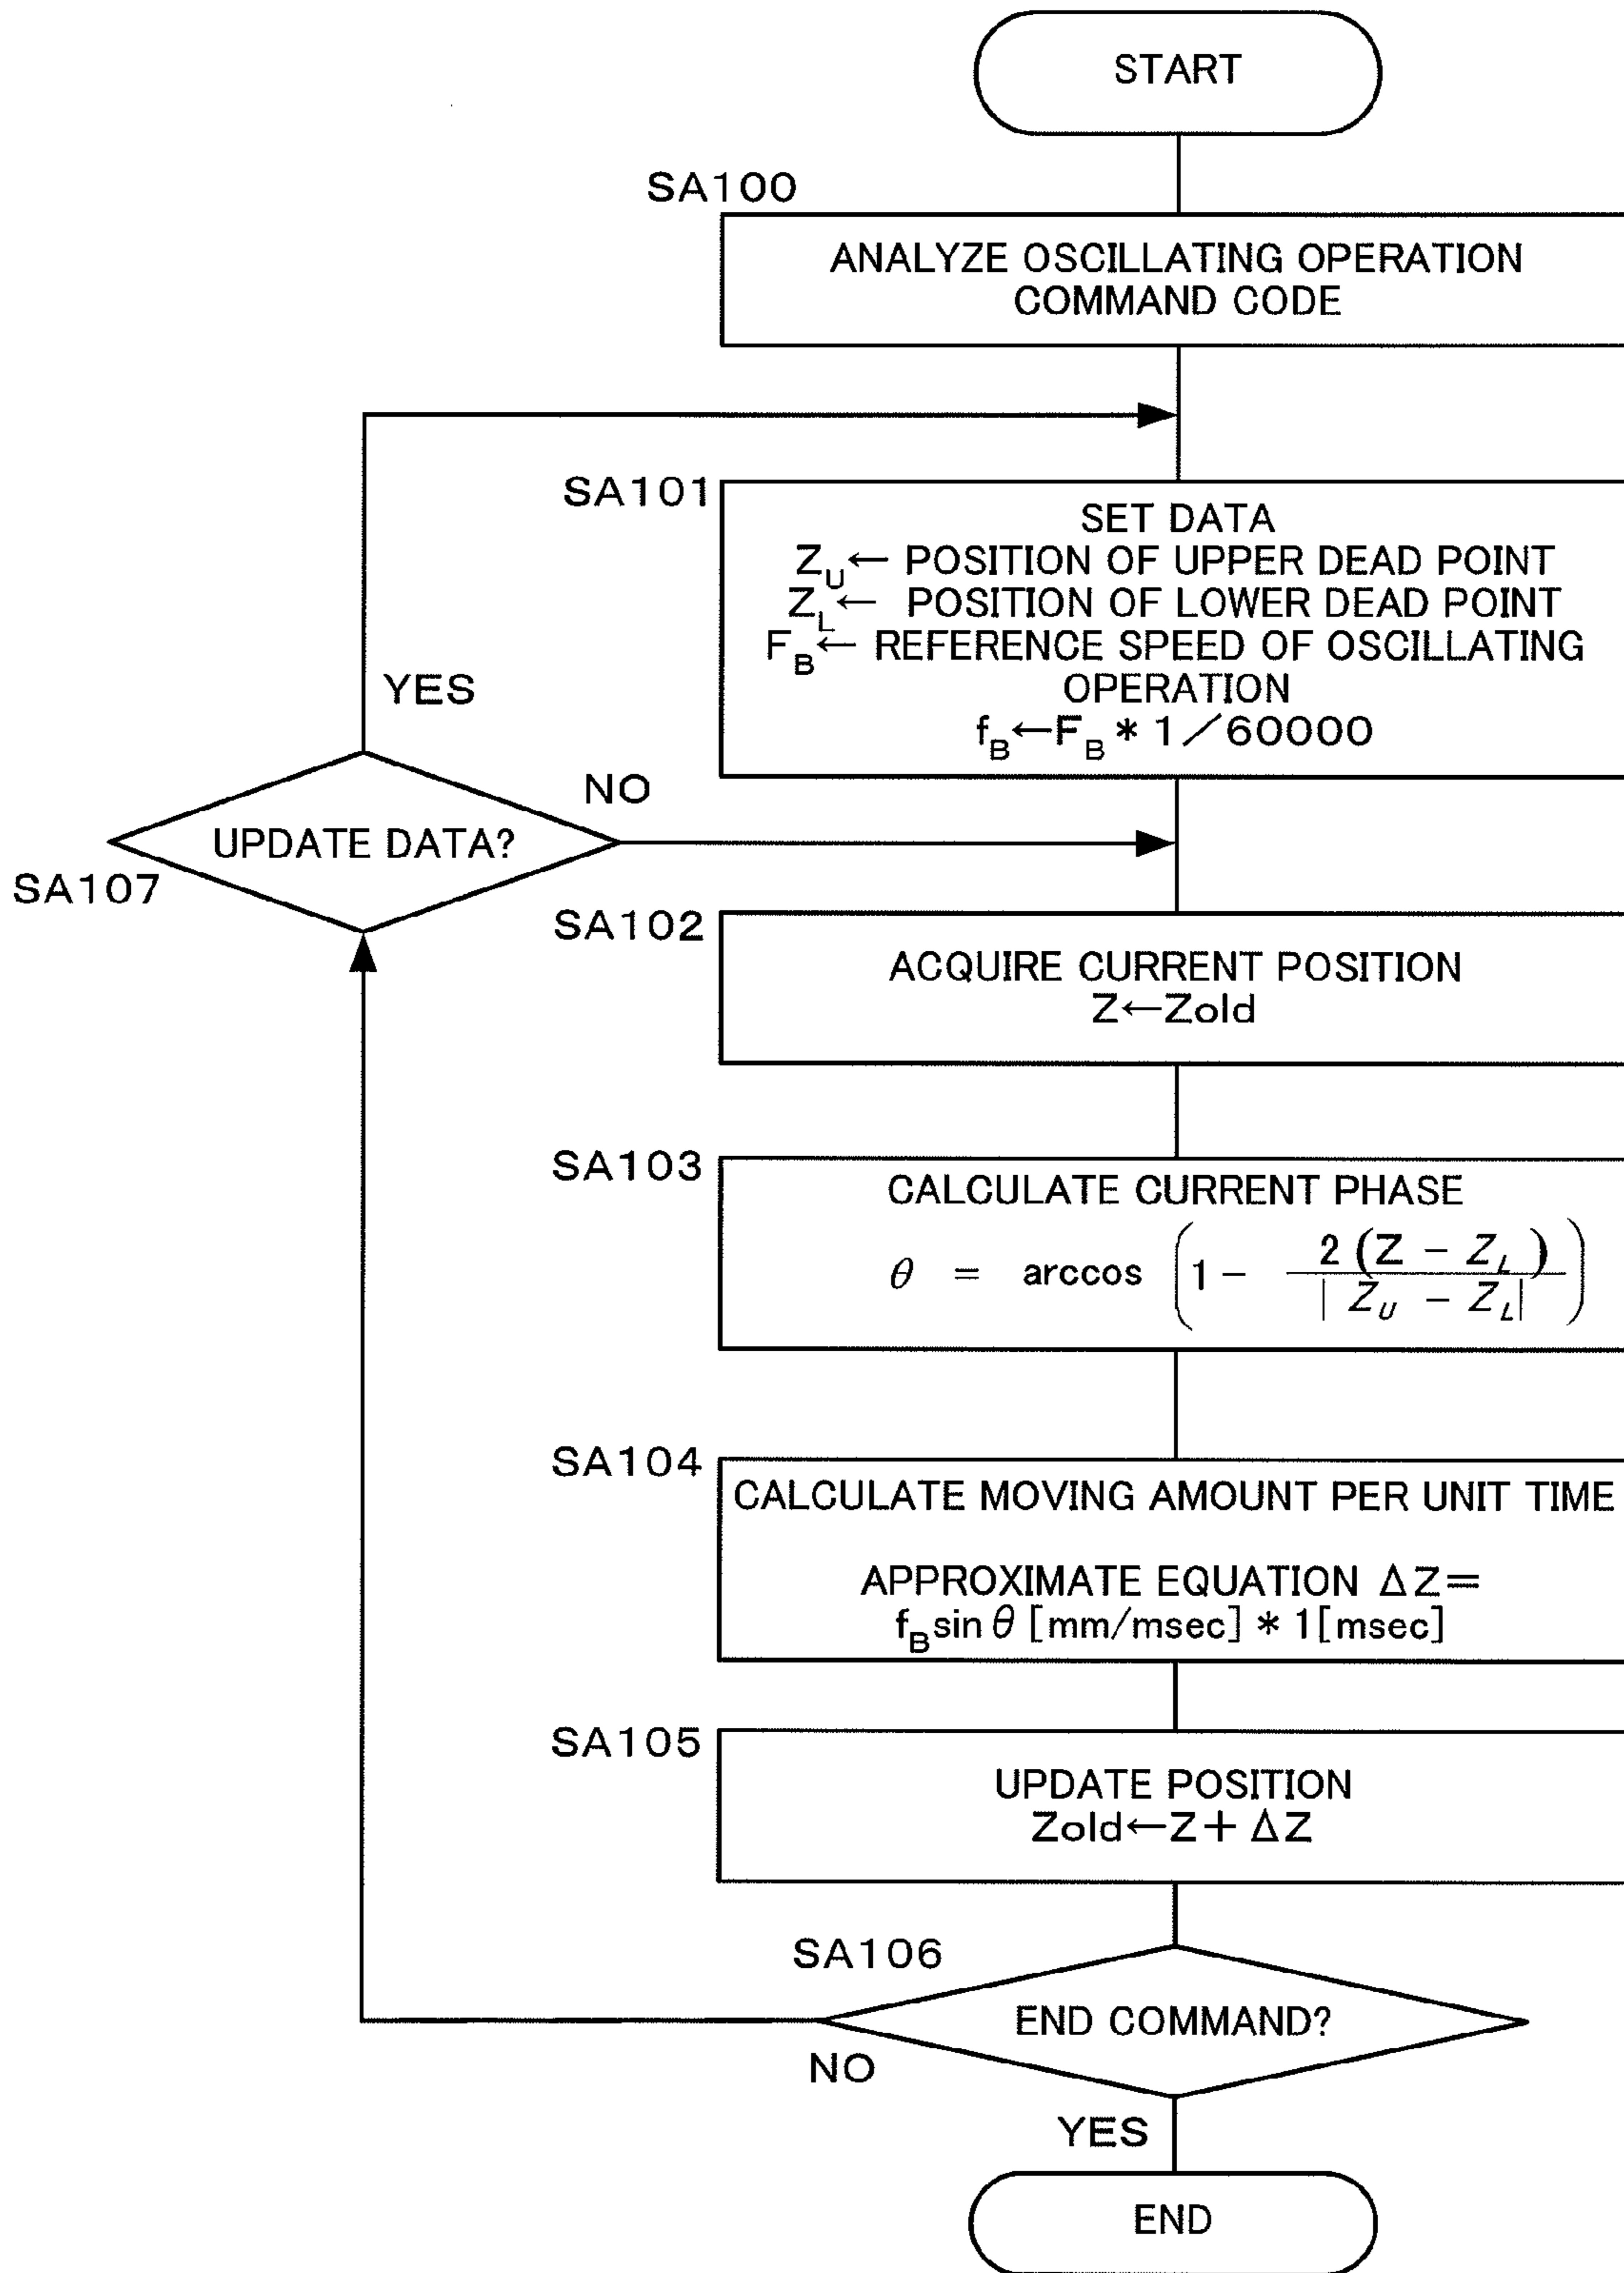 START
SA100
ANALYZE OSCILLATING OPERATION
COMMAND CODE
SA101
SET DATA
Z_U← POSITION OF UPPER DEAD POINT
Z_L← POSITION OF LOWER DEAD POINT
F_B← REFERENCE SPEED OF OSCILLATING
OPERATION
f_B←F_B * 1/60000
YES
NO
UPDATE DATA?
SA107
SA102
ACQUIRE CURRENT POSITION
Z←Zold
SA103
CALCULATE CURRENT PHASE
θ = arccos (1 - 2 (Z - Z_L) / | Z_U - Z_L|)
SA104
CALCULATE MOVING AMOUNT PER UNIT TIME
APPROXIMATE EQUATION ΔZ=
f_B sin θ [mm/msec] * 1[msec]
SA105
UPDATE POSITION
Zold←Z+ ΔZ
SA106
END COMMAND?
NO
YES
END